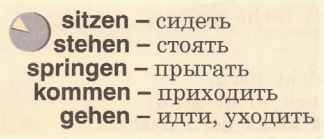 sitzen – сидеть
stehen – стоять
springen – прыгать
kommen – приходить
gehen – идти, уходить